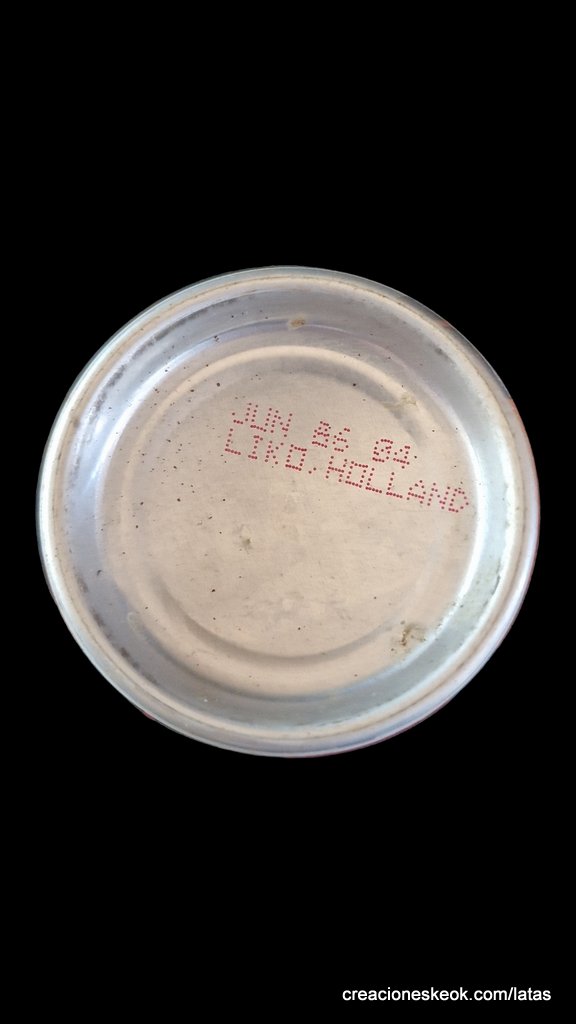 JUN 86 04.
LIKO.HOLLAND
creacioneskeok.com/latas